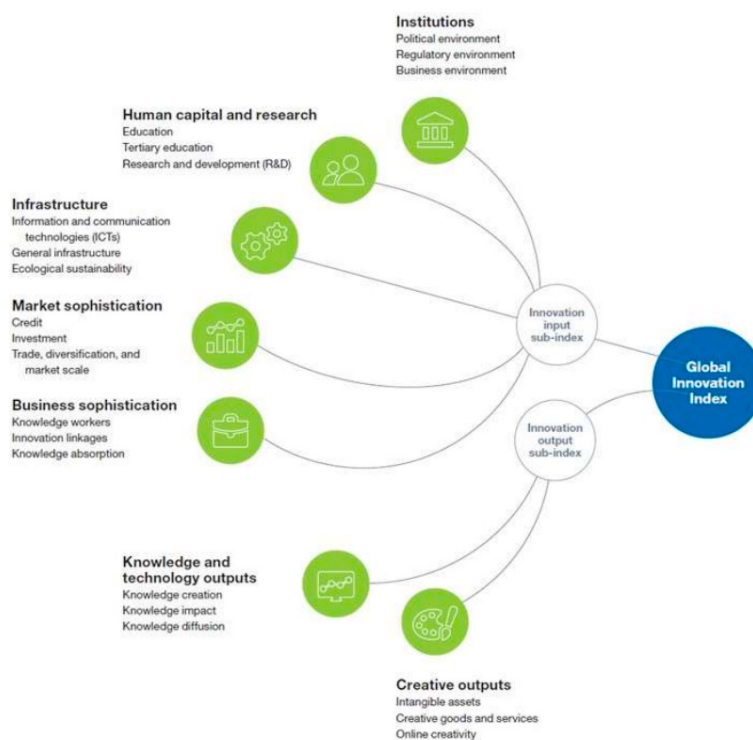 Institutions
Political environment
Regulatory environment
Business environment
Human capital and research
Education
Tertiary education
Research and development (R&D)
Infrastructure
Information and communication
technologies (ICTs)
General infrastructure
Ecological sustainability
Market sophistication
Credit
Investment
Trade, diversification, and
market scale
Business sophistication
Knowledge workers
Innovation linkages
Knowledge absorption
Innovation
input
sub-index
Global
Innovation
Index
Innovation
output
sub-index
Knowledge and
technology outputs
Knowledge creation
Knowledge impact
Knowledge diffusion
Creative outputs
Intangible assets
Creative goods and services
Online creativity